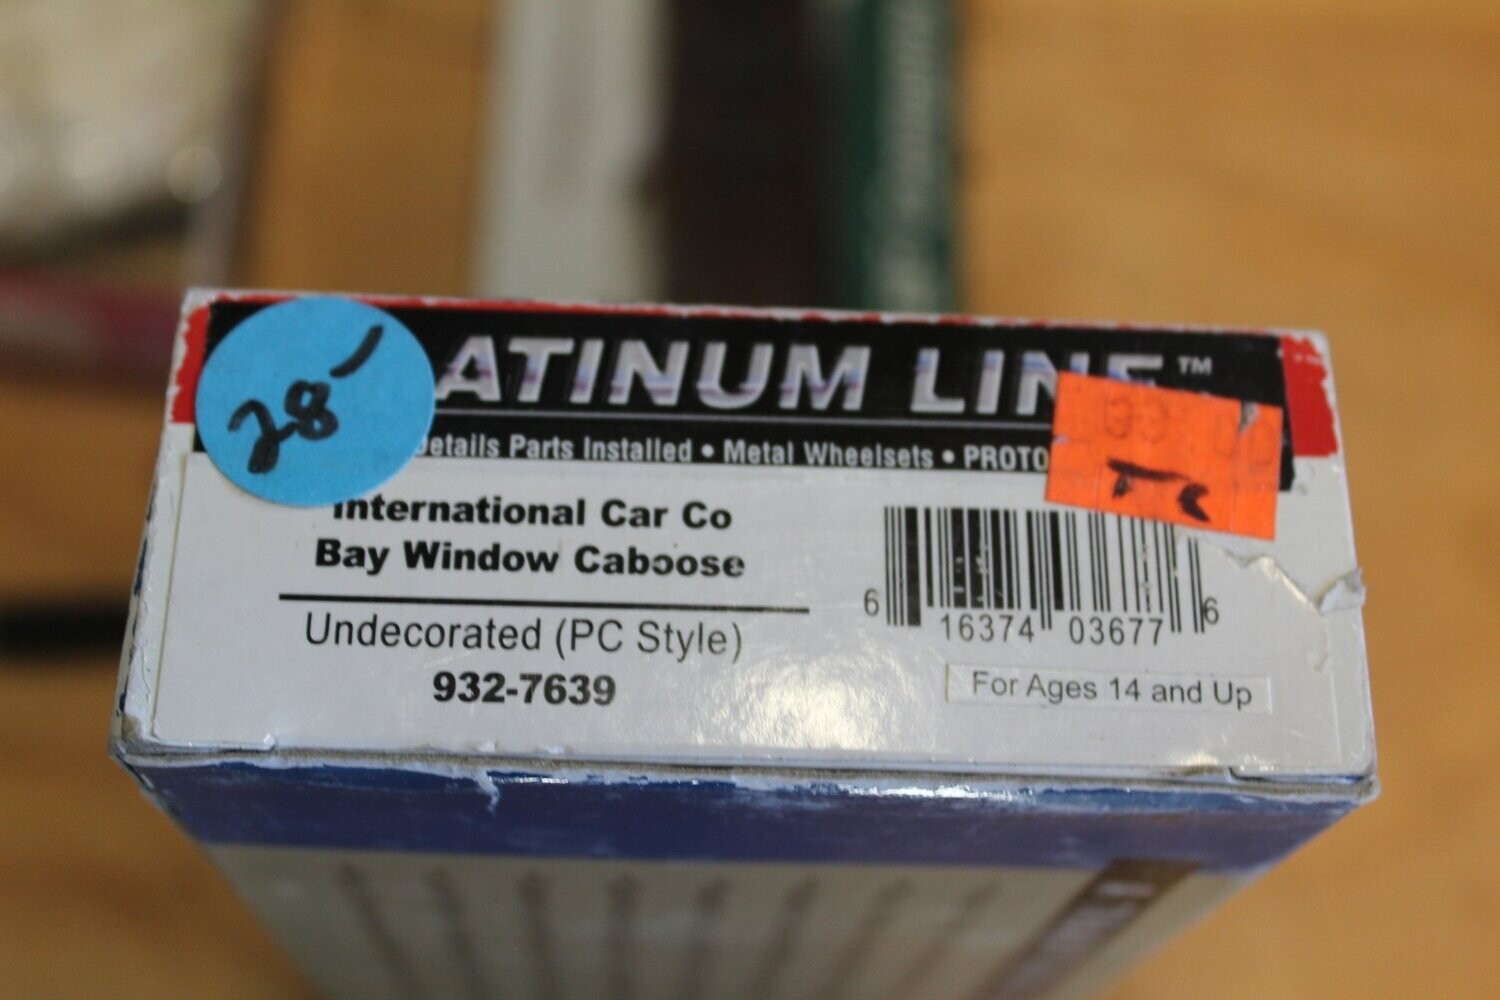 28-
ATINUM LINE™
Details Parts Installed • Metal Wheelsets • PROTO
International Car Co
Bay Window Caboose
Undecorated (PC Style)
932-7639
6 16374 03677 6
For Ages 14 and Up